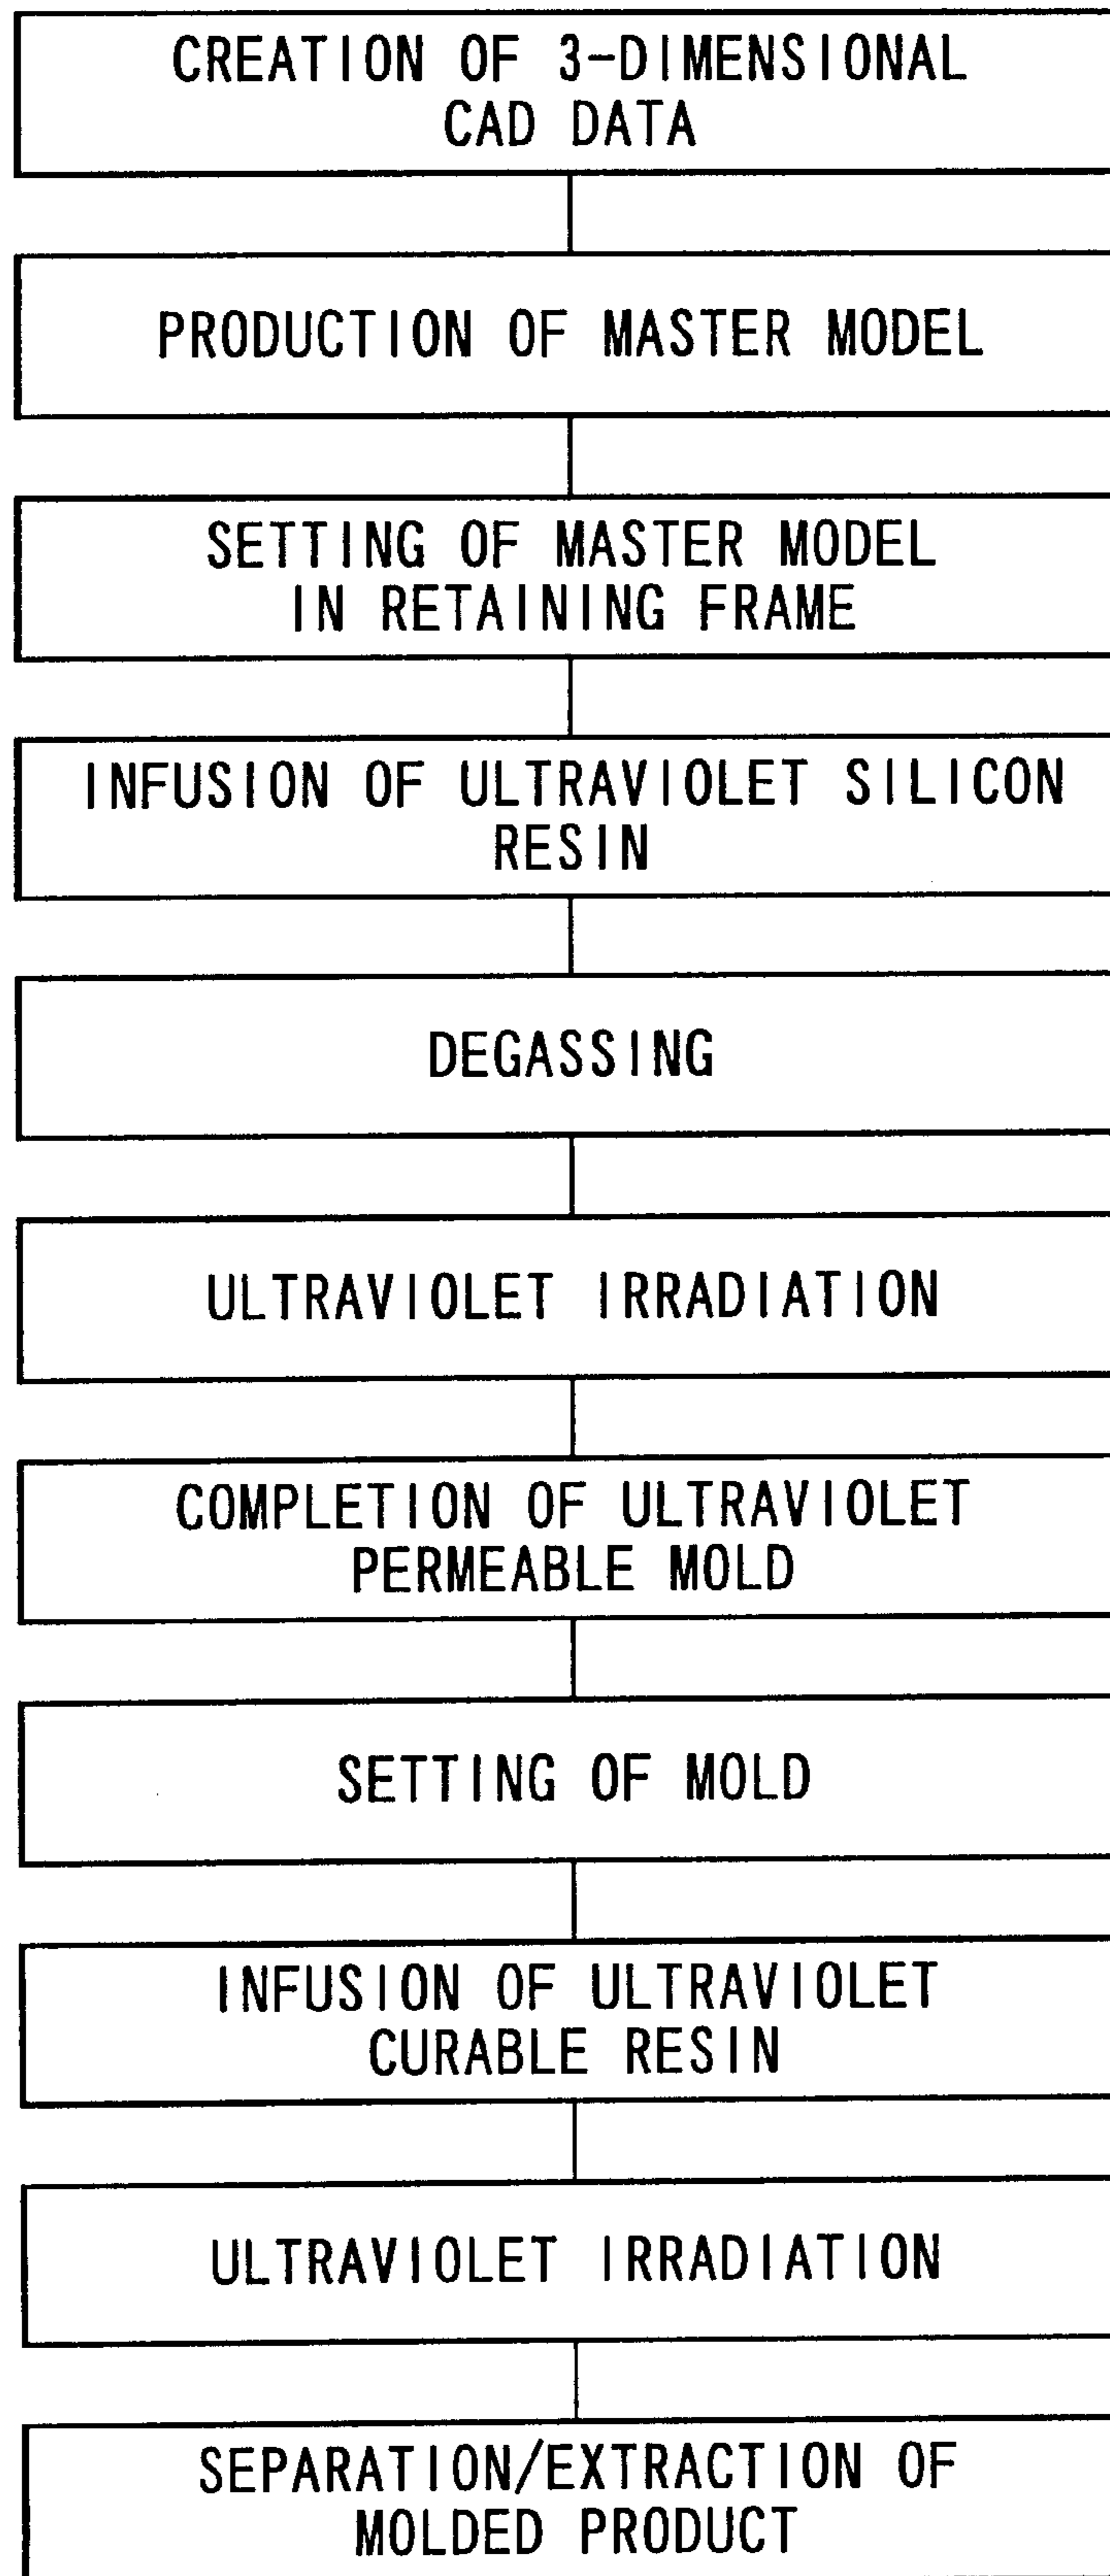 CREATION OF 3-DIMENSIONAL
CAD DATA
PRODUCTION OF MASTER MODEL
SETTING OF MASTER MODEL
IN RETAINING FRAME
INFUSION OF ULTRAVIOLET SILICON
RESIN
DEGASSING
ULTRAVIOLET IRRADIATION
COMPLETION OF ULTRAVIOLET
PERMEABLE MOLD
SETTING OF MOLD
INFUSION OF ULTRAVIOLET
CURABLE RESIN
ULTRAVIOLET IRRADIATION
SEPARATION/EXTRACTION OF
MOLDED PRODUCT